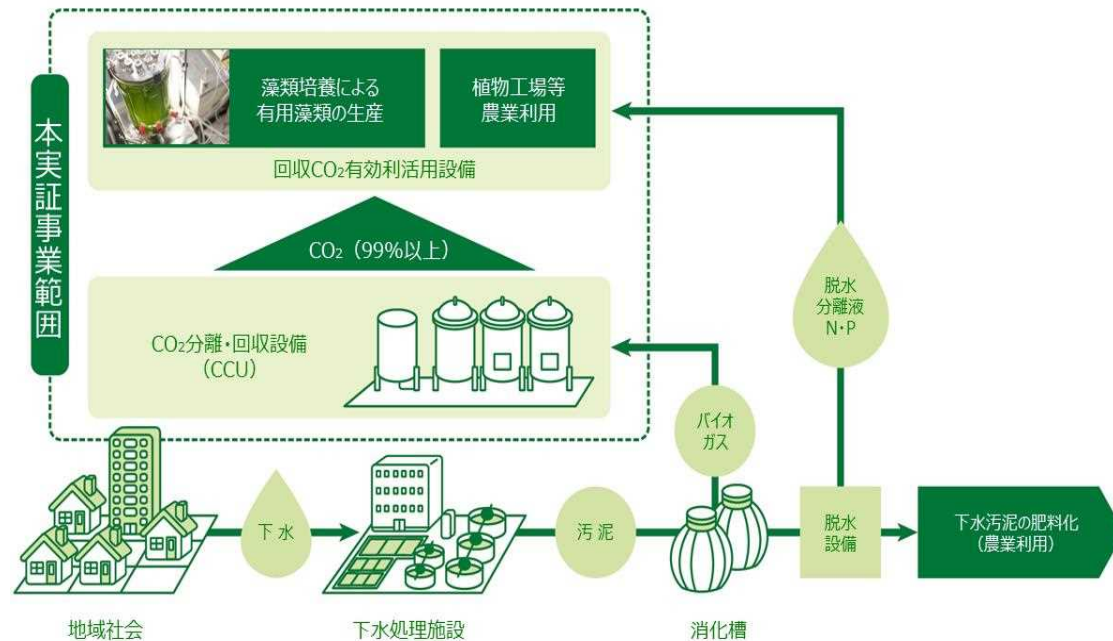 本実証事業範囲
藻類培養による
有用藻類の生産
植物工場等
農業利用
回収CO₂有効利活用設備
CO₂（99%以上）
CO₂分離・回収設備
（CCU）
脱水
分離液
N・P
バイオ
ガス
下水
汚泥
脱水
設備
下水汚泥の肥料化
（農業利用）
地域社会
下水処理施設
消化槽